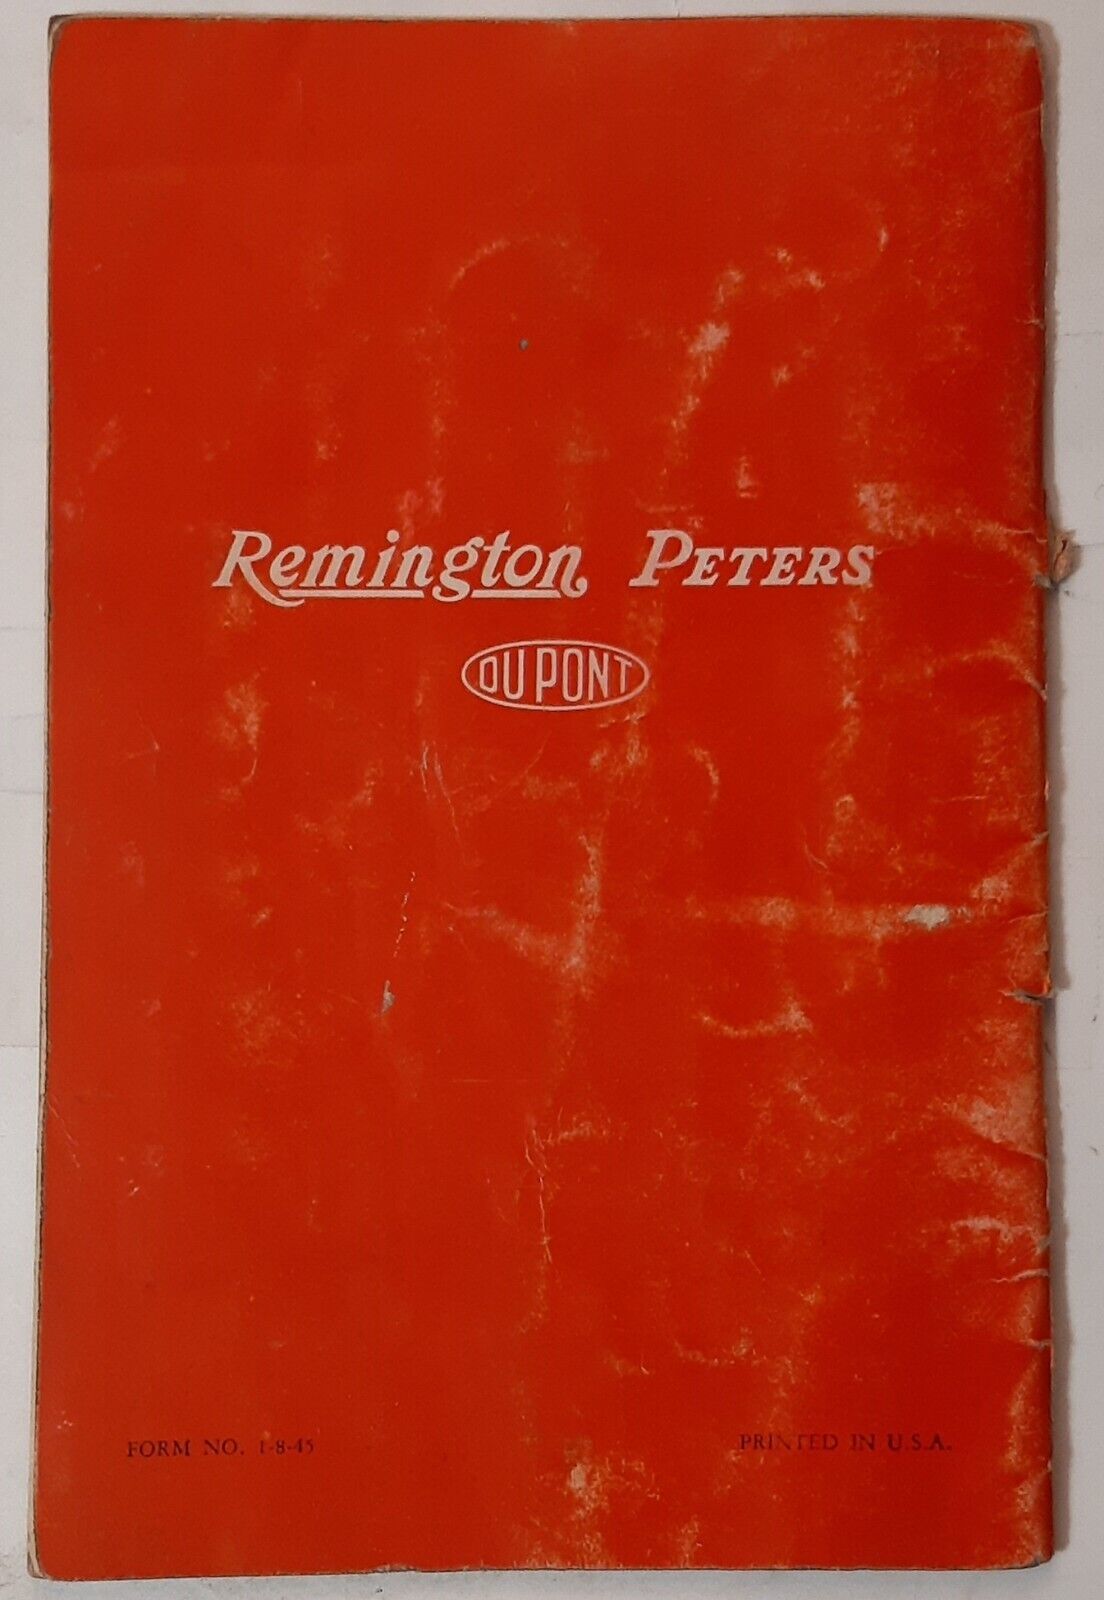 Remington PETERS
DU PONT
FORM NO. 1-8-45 PRINTED IN U.S.A.